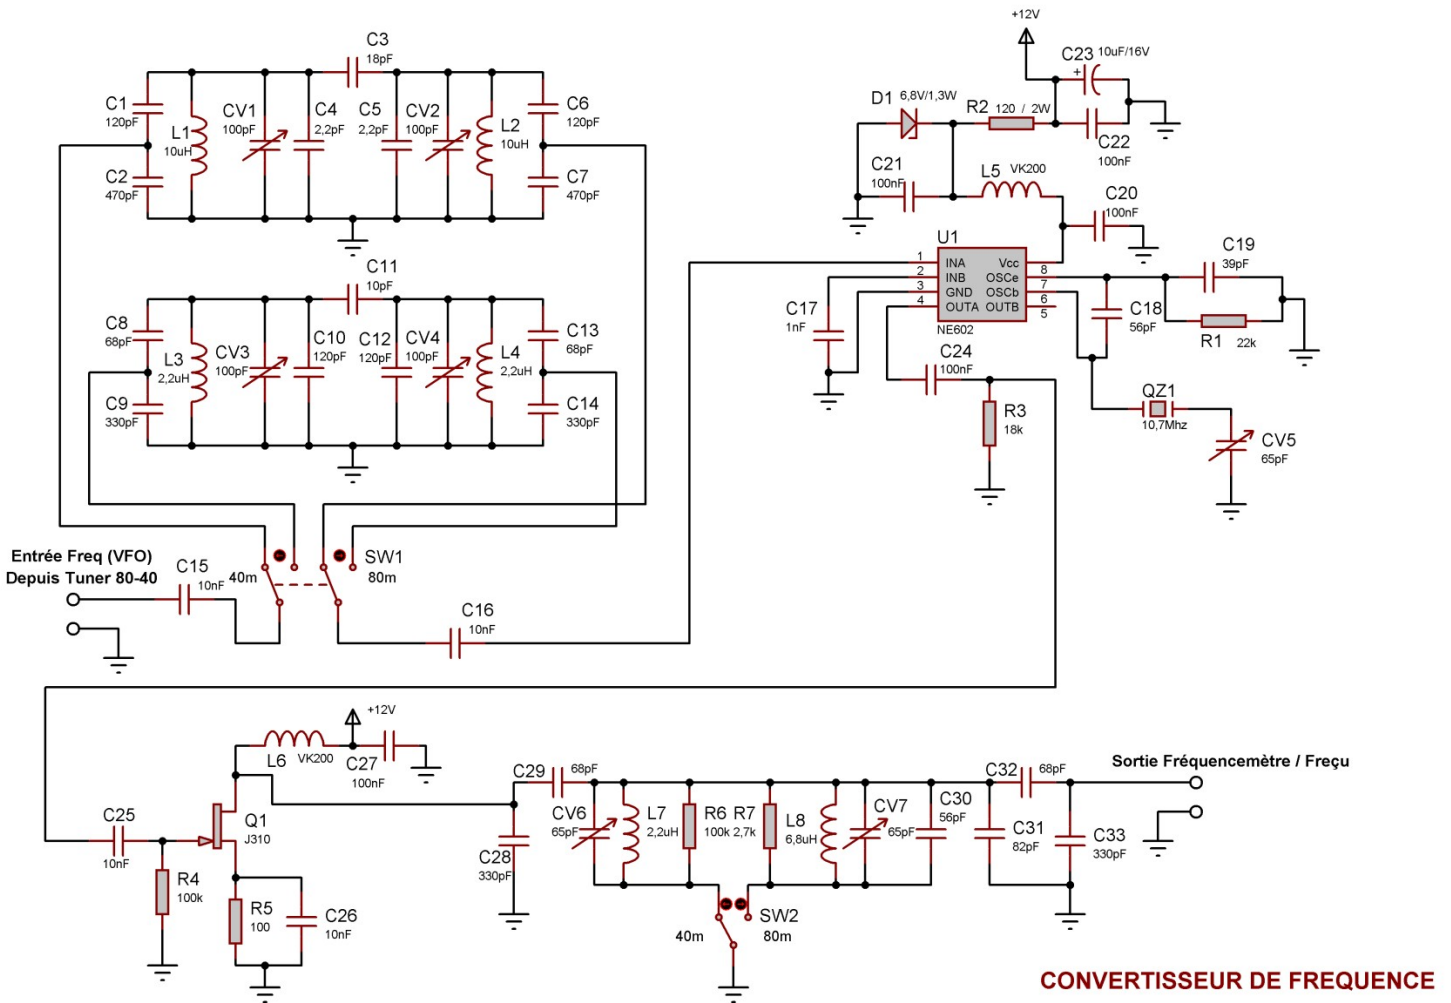 C3
18pF
C1
120pF
L1
10uH
CV1
100pF
C4
2,2pF
C5
2,2pF
CV2
100pF
L2
10uH
C6
120pF
C2
470pF
C7
470pF
C11
10pF
C8
68pF
L3
2,2uH
CV3
100pF
C10
120pF
C12
120pF
CV4
100pF
L4
2,2uH
C13
68pF
C9
330pF
C14
330pF
Entrée Freq (VFO)
Depuis Tuner 80-40
C15
10nF
40m
SW1
80m
C16
10nF
+12V
C23
10uF/16V
+
D1
6,8V/1,3W
R2
120 / 2W
C22
100nF
C21
100nF
L5
VK200
C20
100nF
U1
1
INA
Vcc
8
2
INB
OSCe
7
3
GND
OSCb
6
4
OUTA
OUTB
5
NE602
C17
1nF
C19
39pF
C18
56pF
R1
22k
C24
100nF
R3
18k
QZ1
10,7Mhz
CV5
65pF
+12V
L6
VK200
C27
100nF
C25
10nF
Q1
J310
R4
100k
R5
100
C26
10nF
C29
68pF
C28
330pF
CV6
65pF
L7
2,2uH
R6
100k
R7
2,7k
L8
6,8uH
CV7
65pF
C30
56pF
C32
68pF
C31
82pF
C33
330pF
40m
SW2
80m
Sortie Fréquencemètre / Freçu
CONVERTISSEUR DE FREQUENCE